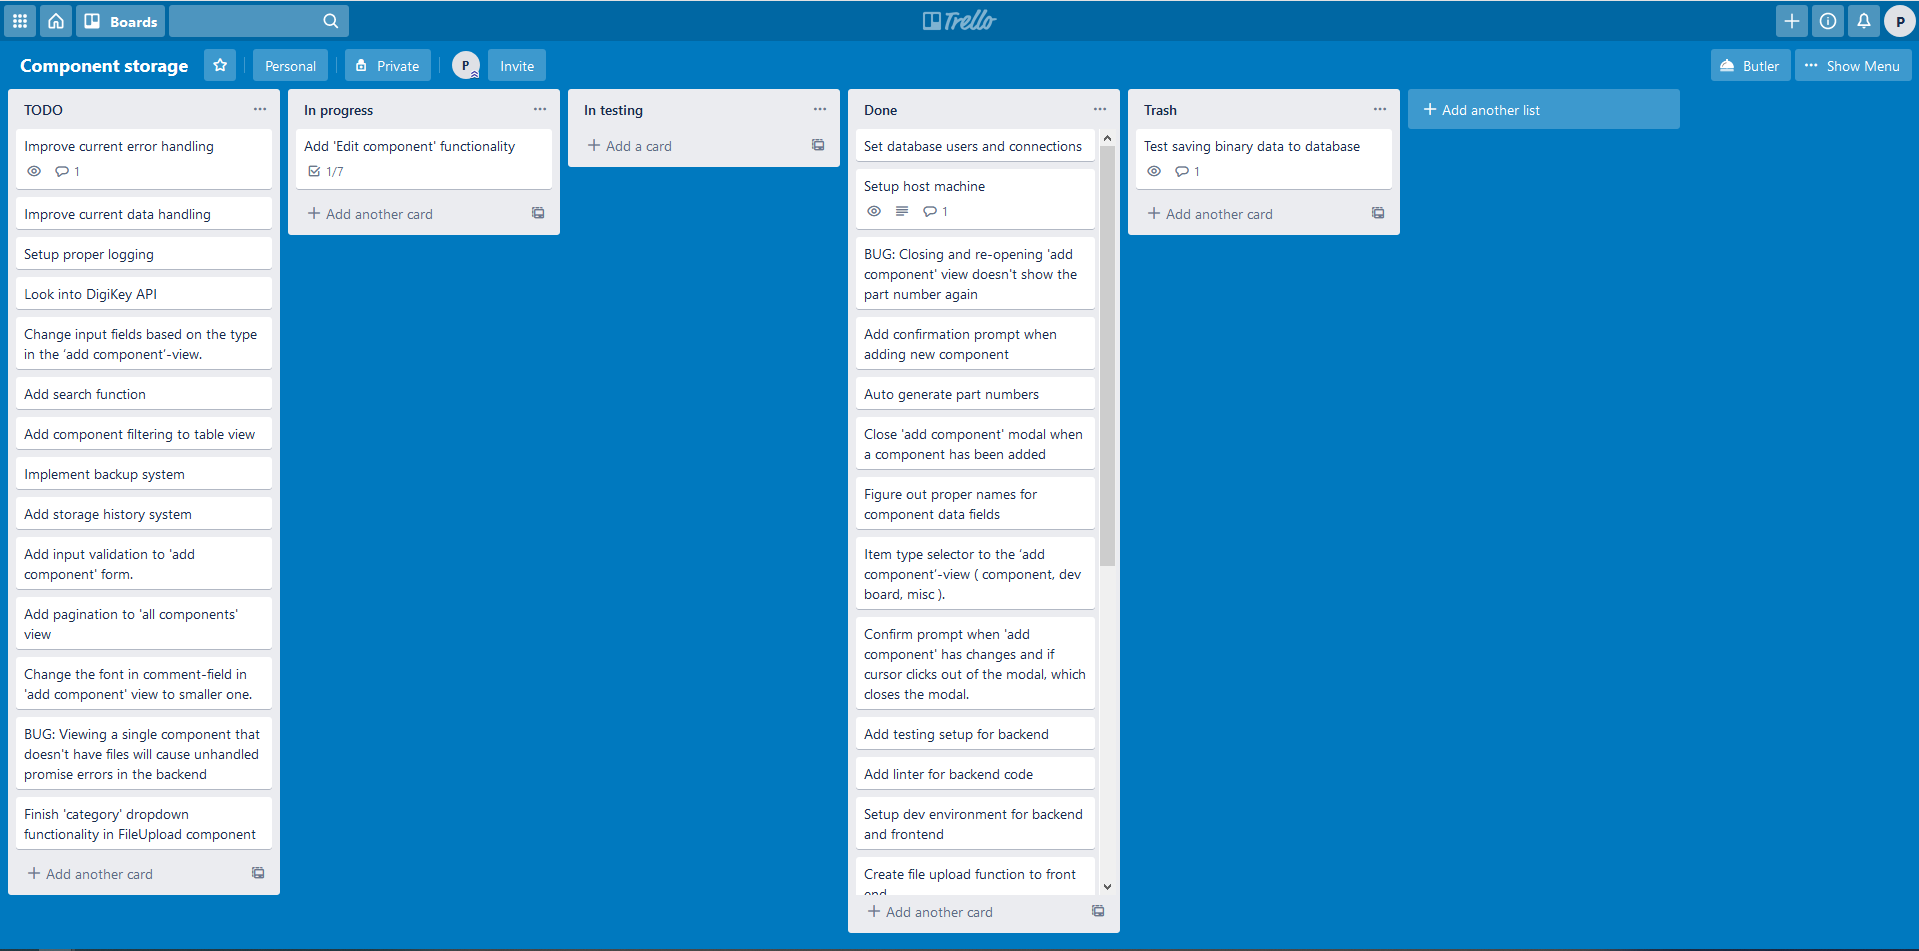 Boards
Trello
P
Component storage
Personal
Private
P
Invite
Butler
Show Menu
TODO
Improve current error handling
1
Improve current data handling
Setup proper logging
Look into DigiKey API
Change input fields based on the type
in the 'add component'-view.
Add search function
Add component filtering to table view
Implement backup system
Add storage history system
Add input validation to 'add
component' form.
Add pagination to 'all components'
view
Change the font in comment-field in
'add component' view to smaller one.
BUG: Viewing a single component that
doesn't have files will cause unhandled
promise errors in the backend
Finish 'category' dropdown
functionality in FileUpload component
Add another card
In progress
Add 'Edit component' functionality
1/7
Add another card
In testing
Add a card
Done
Set database users and connections
Setup host machine
1
BUG: Closing and re-opening 'add
component' view doesn't show the
part number again
Add confirmation prompt when
adding new component
Auto generate part numbers
Close 'add component' modal when
a component has been added
Figure out proper names for
component data fields
Item type selector to the 'add
component'-view ( component, dev
board, misc ).
Confirm prompt when 'add
component' has changes and if
cursor clicks out of the modal, which
closes the modal.
Add testing setup for backend
Add linter for backend code
Setup dev environment for backend
and frontend
Create file upload function to front
end
Add another card
Trash
Test saving binary data to database
1
Add another card
Add another list